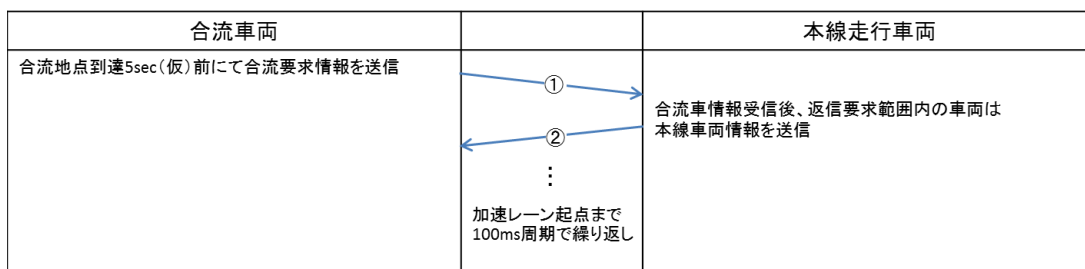 合流車両
本線走行車両
合流地点到達5sec（仮）前にて合流要求情報を送信
①
合流車情報受信後、返信要求範囲内の車両は
本線車両情報を送信
②
⋮
加速レーン起点まで
100ms周期で繰り返し